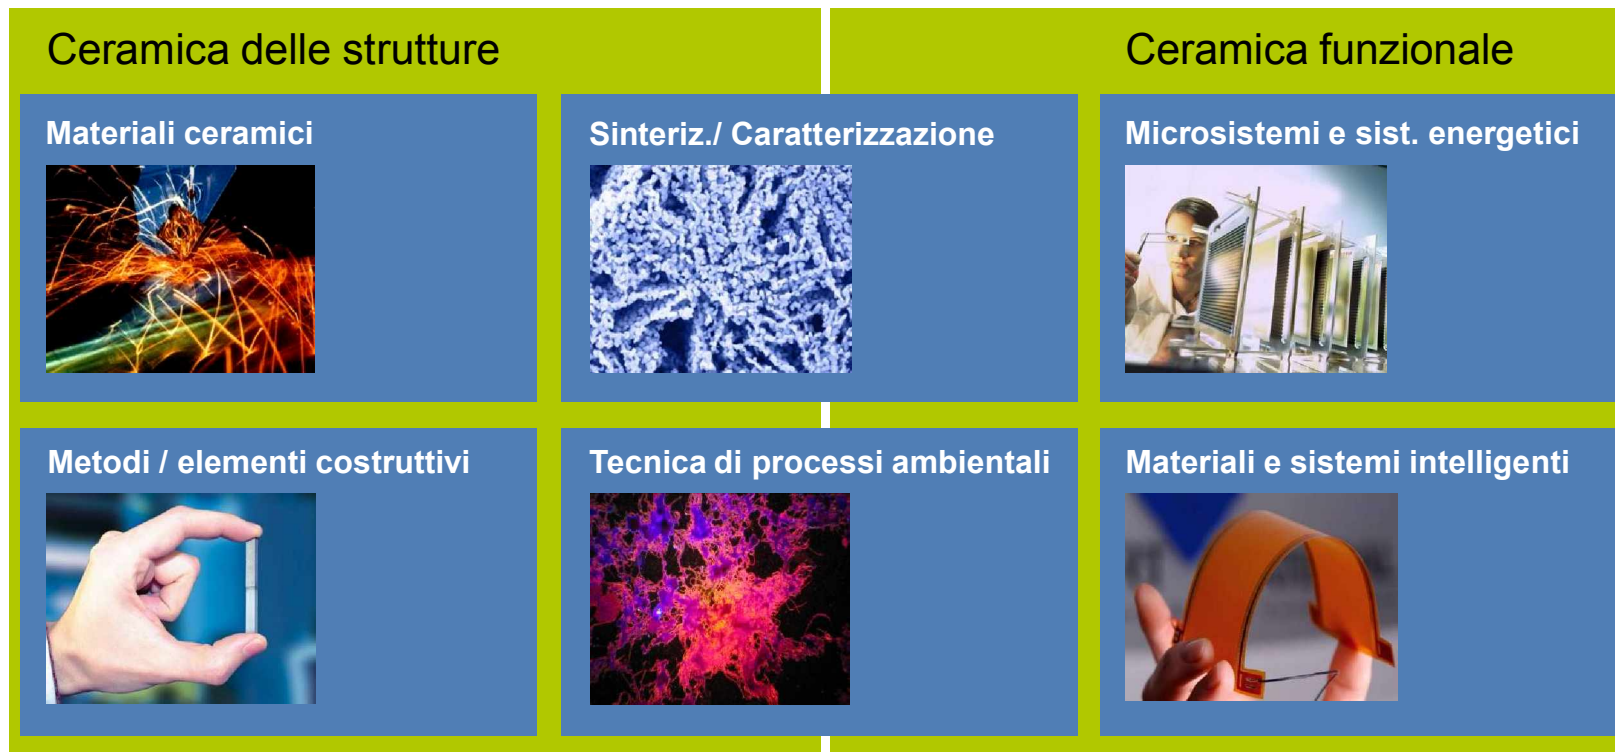 Ceramica delle strutture
Ceramica funzionale
Materiali ceramici
Sinteriz./ Caratterizzazione
Microsistemi e sist. energetici
Metodi / elementi costruttivi
Tecnica di processi ambientali
Materiali e sistemi intelligenti